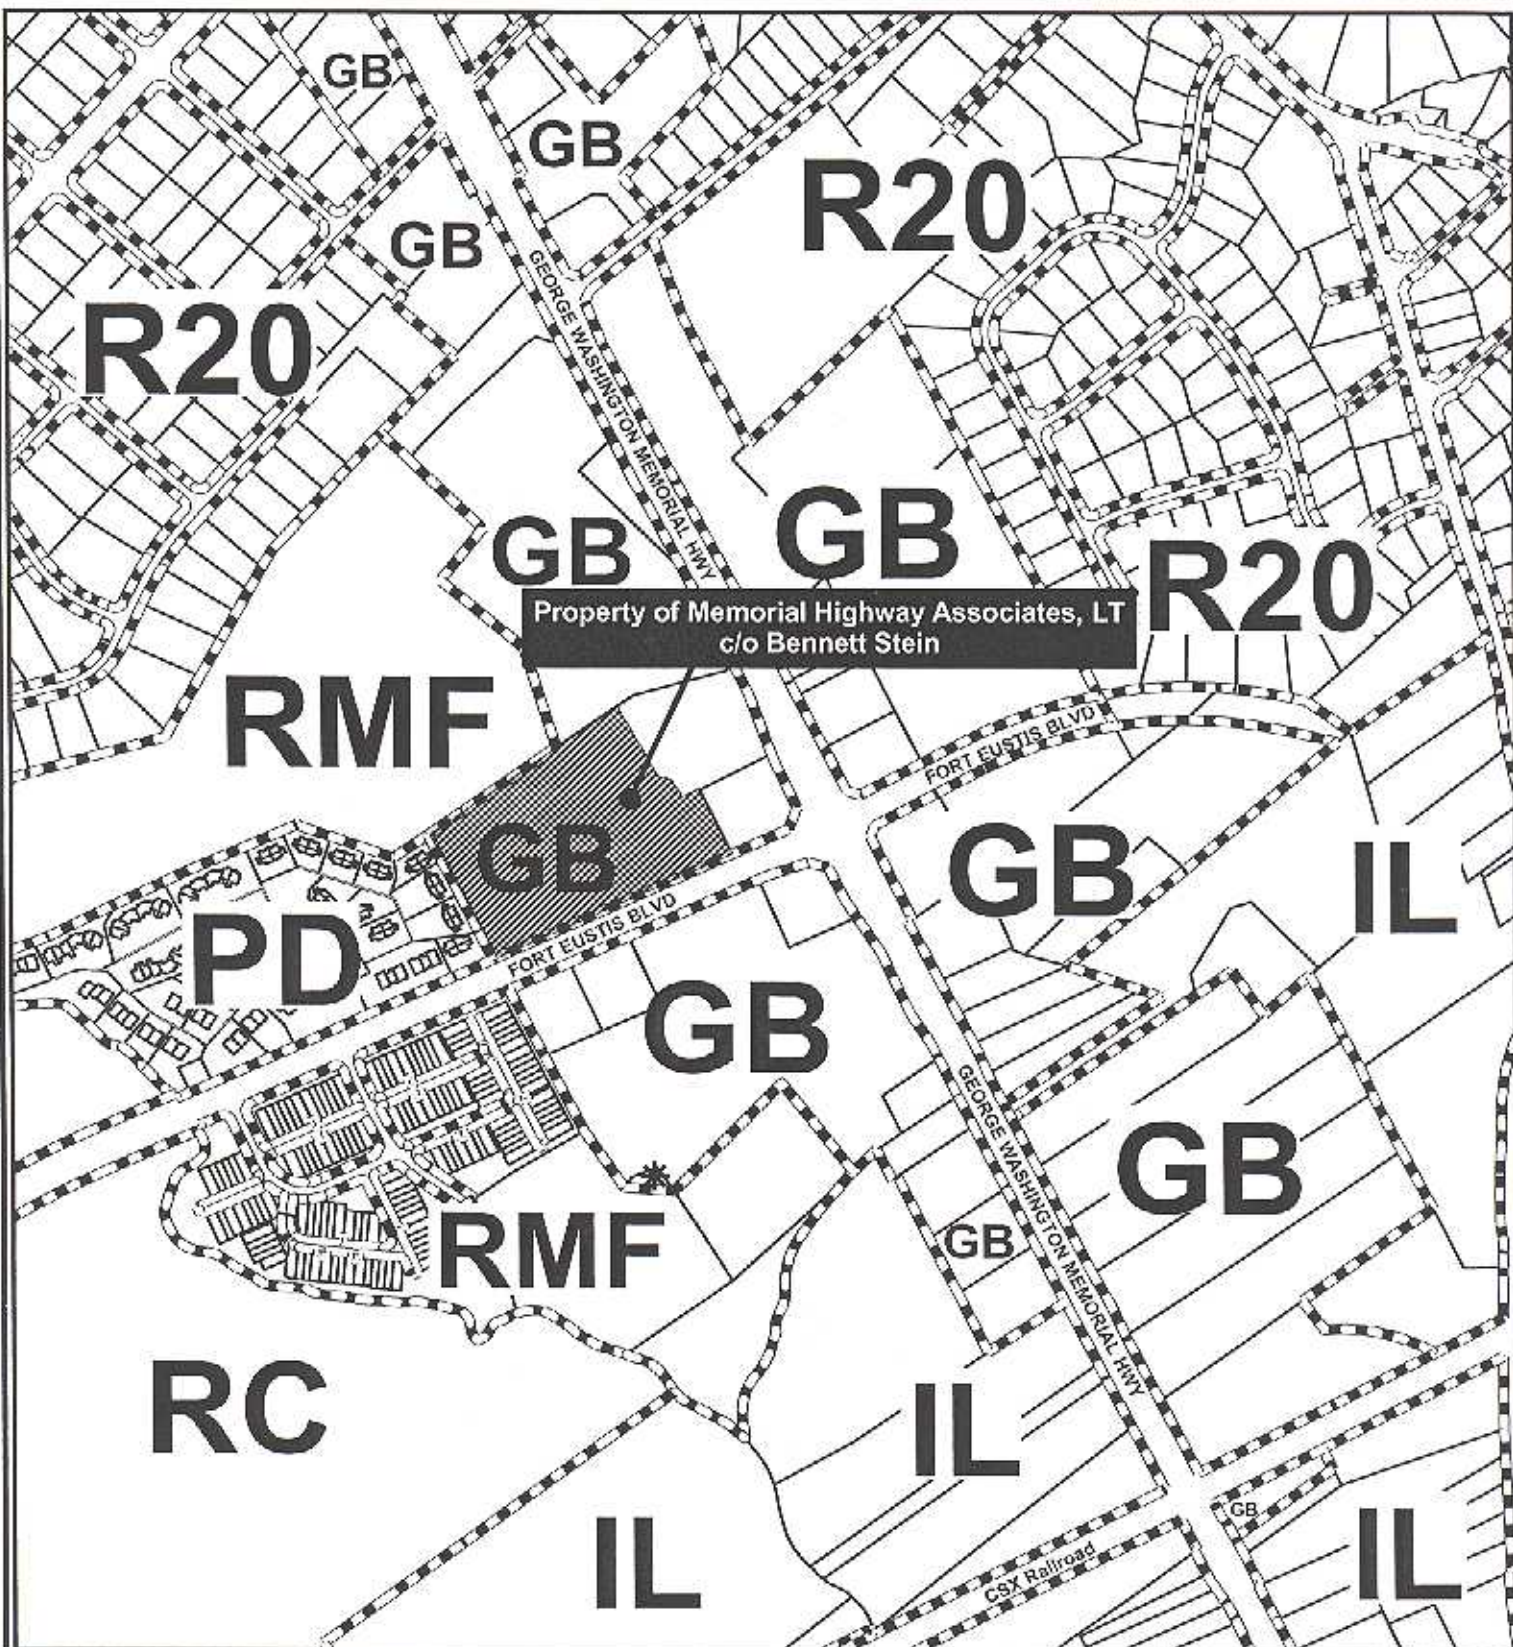 GB
GB
R20
GB
R20
GEORGE WASHINGTON MEMORIAL HWY
GB
GB
R20
Property of Memorial Highway Associates, LT
c/o Bennett Stein
RMF
FORT EUSTIS BLVD
GB
GB
IL
PD
FORT EUSTIS BLVD
GB
GEORGE WASHINGTON MEMORIAL HWY
GB
RMF
GB
RC
IL
GB
IL
IL
CSX Railroad